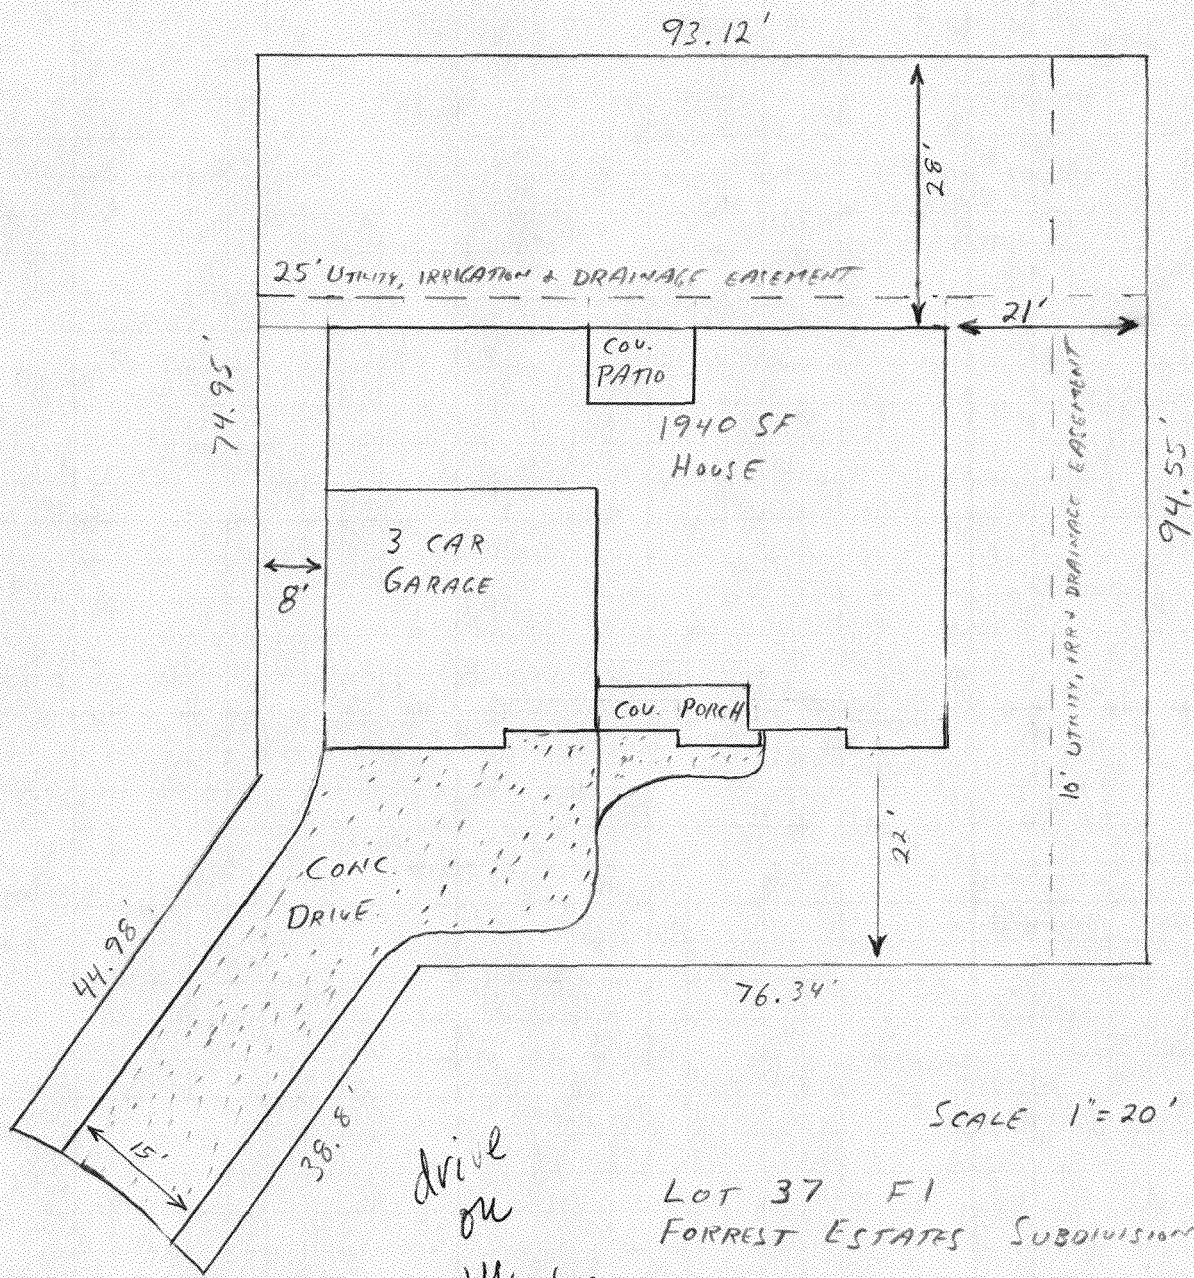 93.12'
28'
25' UTILITY, IRRIGATION & DRAINAGE EASEMENT
21'
COV.
PATIO
1940 SF
HOUSE
74.95'
94.55'
3 CAR
GARAGE
8'
10' UTILITY, IRR & DRAINAGE EASEMENT
COV. PORCH
22'
CONC.
DRIVE
44.98'
76.34'
38.8'
15'
SCALE 1"=20'
drive
on
LOT 37 F1
FORREST ESTATES SUBDIVISION